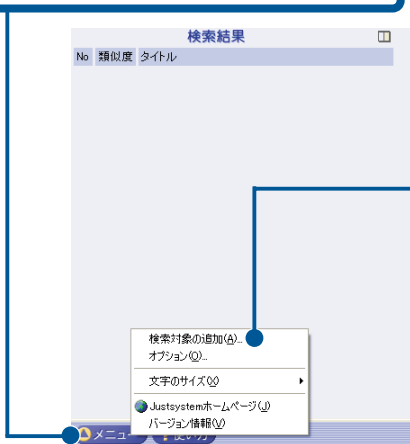 検索結果
No 類似度 タイトル
検索対象の追加(A)...
オプション(O)...
文字のサイズ(X)
Justsystemホームページ(J)
バージョン情報(V)
メニュー 使い方